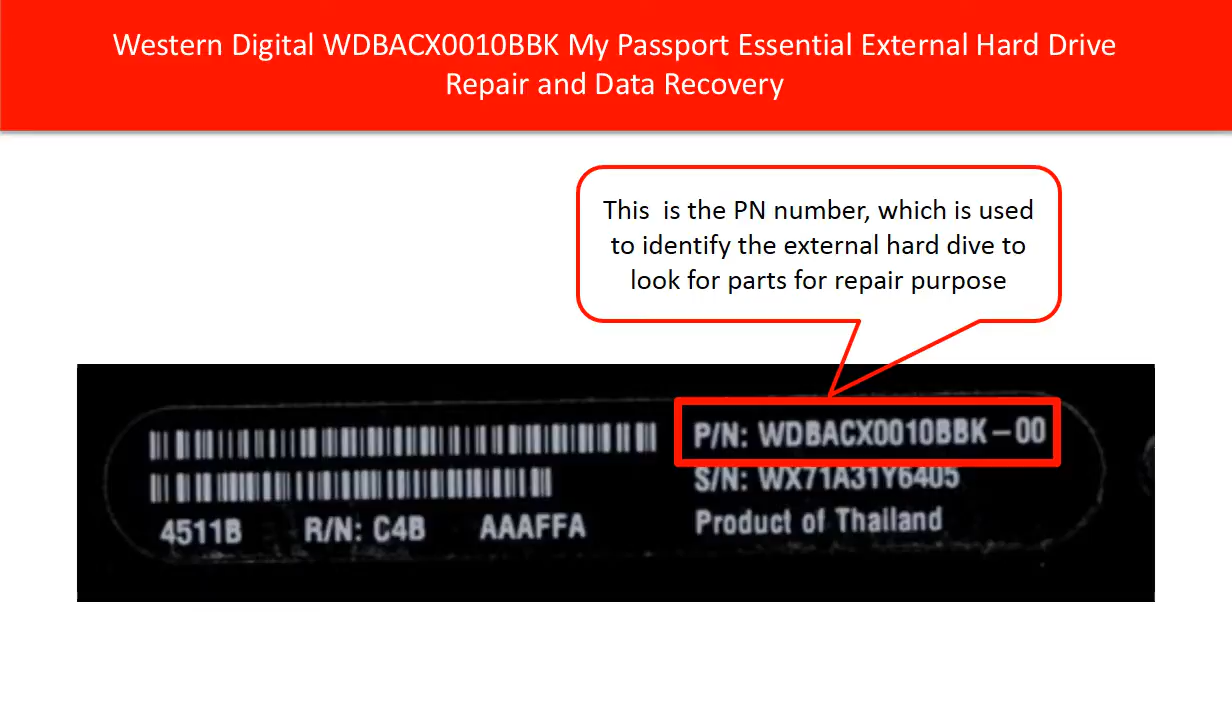 Western Digital WDBACX0010BBK My Passport Essential External Hard Drive
Repair and Data Recovery
This  is the PN number, which is used
to identify the external hard dive to
look for parts for repair purpose
P/N: WDBACX0010BBK-00
S/N: WX71A31Y6405
4511B R/N: C4B AAAFFA
Product of Thailand